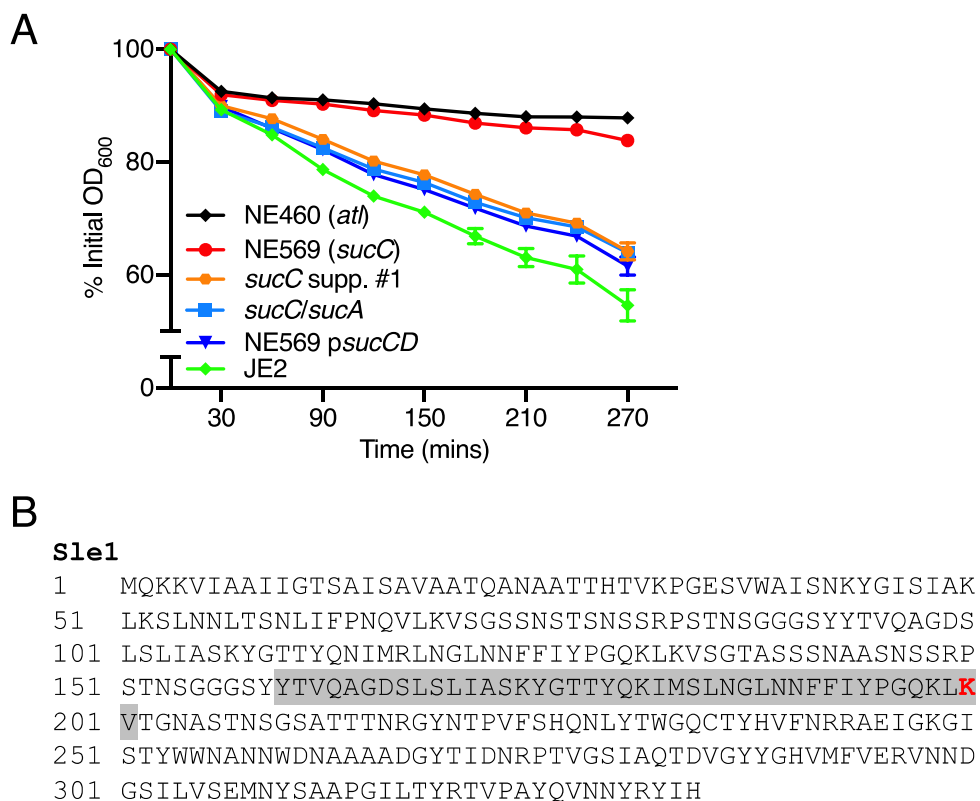 A
100
80
60
0
% Initial OD600
NE460 (atl)
NE569 (sucC)
sucC supp. #1
sucC/sucA
NE569 psucCD
JE2
30 90 150 210 270
Time (mins)
B
Sle1
1 MQKKVIAAIIGTSAISAVAATQANAATTHTVKPGESVWAISNKYGISIAK
51 LKSLNNLTSNLIFPNQVLKVSGSSNSTSNSSRPSTNSGGGSYYTVQAGDS
101 LSLIASKYGTTYQNIMRLNGLNNFFIYPGQKLKVSGTASSSNAASNSSRP
151 STNSGGGSYYTVQAGDSLSLIASKYGTTYQKIMSLNGLNNFFIYPGQKLK
201 VTGNASTNSGSATTTNRGYNTPVFSHQNLYTWGQCTYHVFNRRAEIGKGI
251 STYWWNANNWDNAAAADGYTIDNRPTVGSIAQTDVGYYGHVMFVERVNND
301 GSILVSEMNYSAAPGILTYRTVPAYQVNNYRYIH